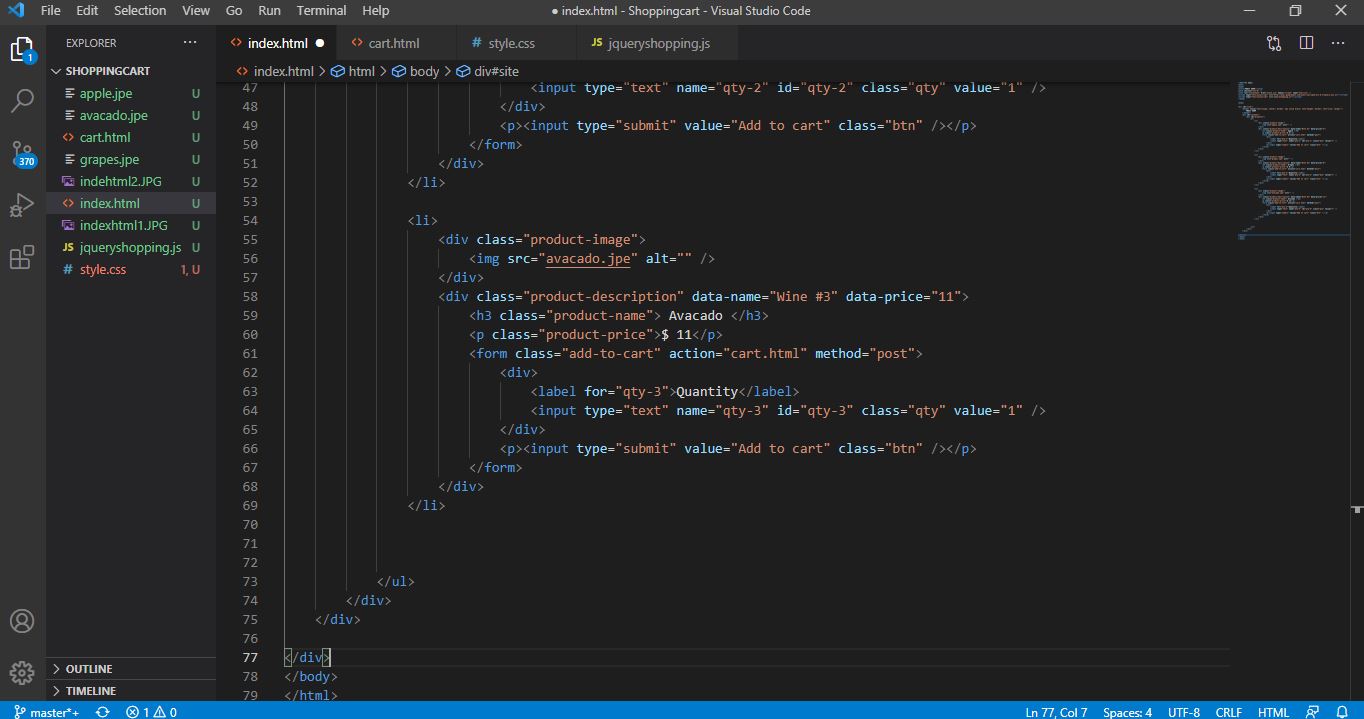 File Edit Selection View Go Run Terminal Help
● index.html - Shoppingcart - Visual Studio Code
EXPLORER ···
index.html ●
cart.html
# style.css
JS jqueryshopping.js
index.html > html > body > div#site
SHOPPINGCART
apple.jpe U
avacado.jpe U
cart.html U
grapes.jpe U
indehtml2.JPG U
index.html U
indexhtml1.JPG U
JS jqueryshopping.js U
# style.css 1, U
1
370
OUTLINE
TIMELINE
47 <input type="text" name="qty-2" id="qty-2" class="qty" value="1" />
48 </div>
49 <p><input type="submit" value="Add to cart" class="btn" /></p>
50 </form>
51 </div>
52 </li>
53
54 <li>
55 <div class="product-image">
56 <img src="avacado.jpe" alt="" />
57 </div>
58 <div class="product-description" data-name="Wine #3" data-price="11">
59 <h3 class="product-name"> Avacado </h3>
60 <p class="product-price">$ 11</p>
61 <form class="add-to-cart" action="cart.html" method="post">
62 <div>
63 <label for="qty-3">Quantity</label>
64 <input type="text" name="qty-3" id="qty-3" class="qty" value="1" />
65 </div>
66 <p><input type="submit" value="Add to cart" class="btn" /></p>
67 </form>
68 </div>
69 </li>
70
71
72
73 </ul>
74 </div>
75 </div>
76
77 </div>
78 </body>
79 </html>
master*+ 1 0
Ln 77, Col 7 Spaces: 4 UTF-8 CRLF HTML